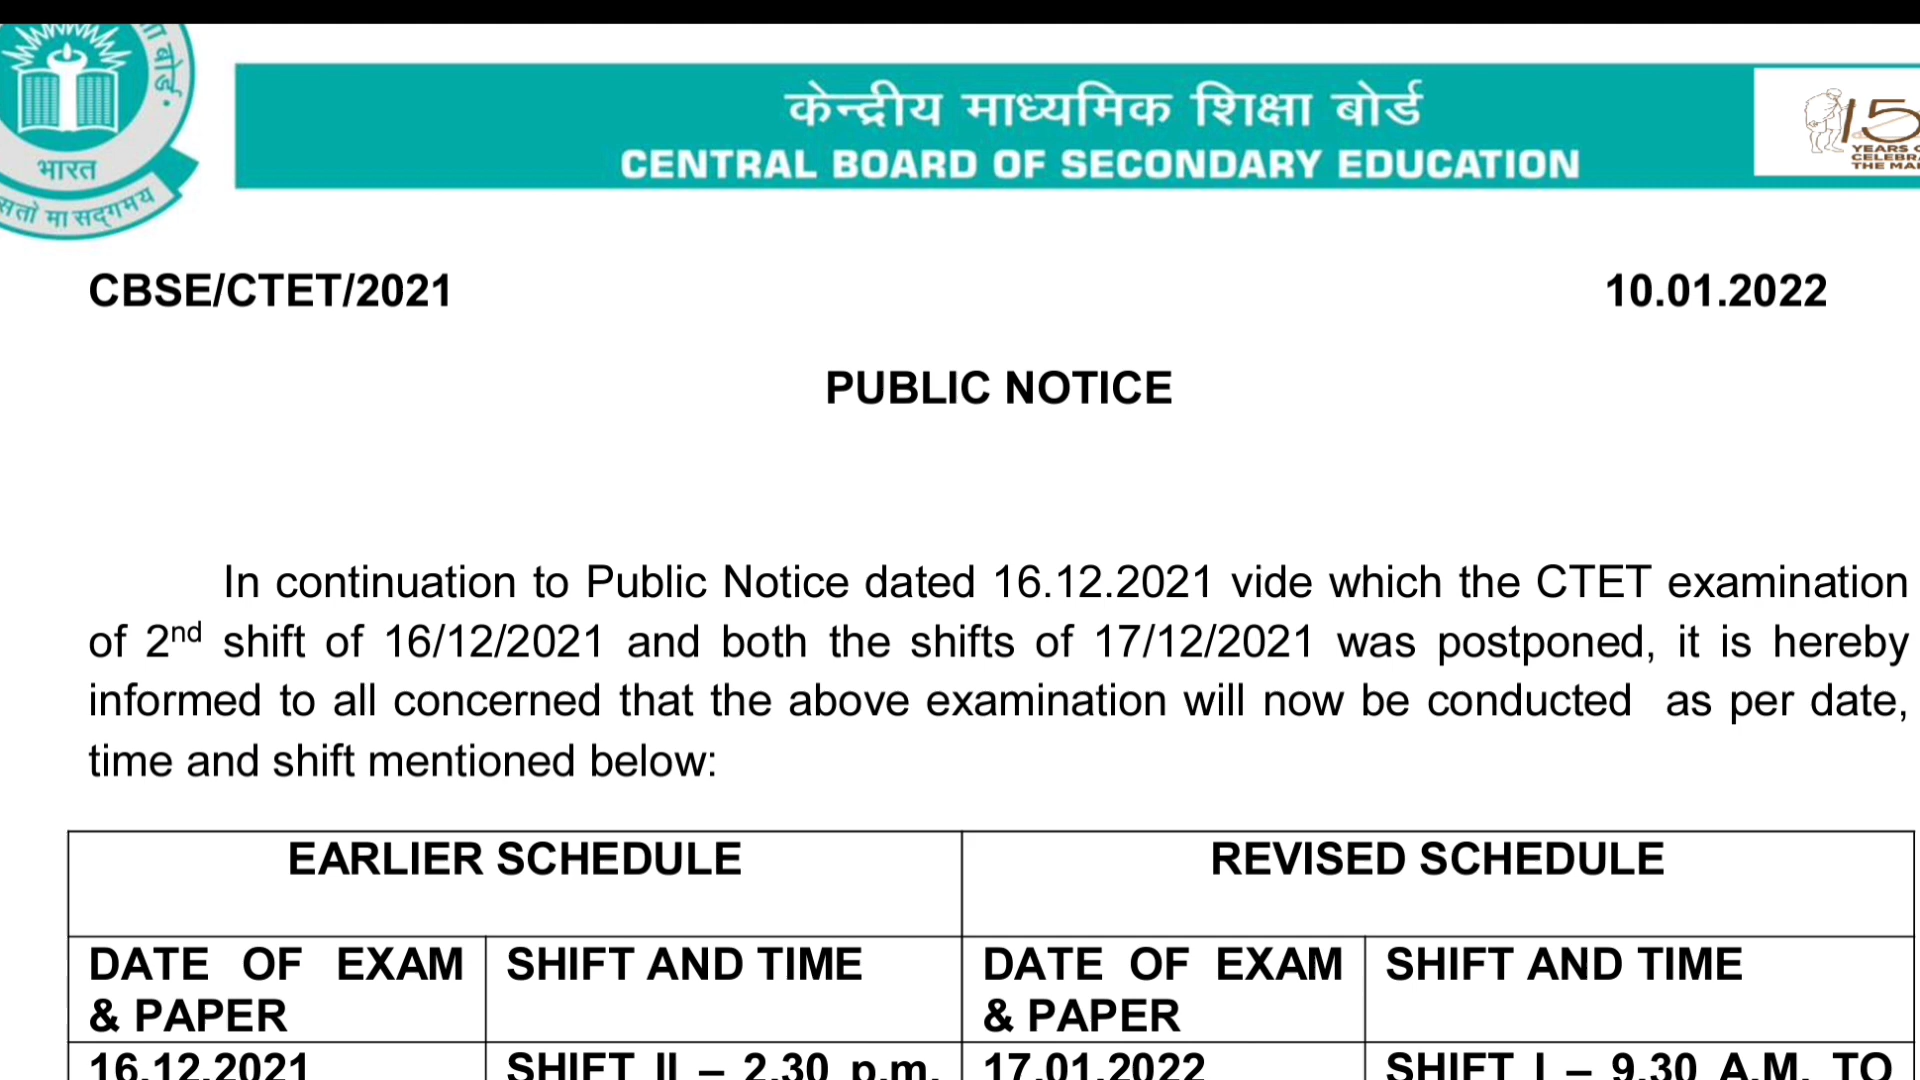 बोर्ड
भारत
मा सद्गमय
केन्द्रीय माध्यमिक शिक्षा बोर्ड
CENTRAL BOARD OF SECONDARY EDUCATION
15
YEARS
THE
CBSE/CTET/2021 10.01.2022
PUBLIC NOTICE
In continuation to Public Notice dated 16.12.2021 vide which the CTET examination
of 2nd shift of 16/12/2021 and both the shifts of 17/12/2021 was postponed, it is hereby
informed to all concerned that the above examination will now be conducted as per date,
time and shift mentioned below:
EARLIER SCHEDULE REVISED SCHEDULE
DATE OF EXAM SHIFT AND TIME DATE OF EXAM SHIFT AND TIME
& PAPER & PAPER
16.12.2021 SHIFT II – 2.30 p.m. 17.01.2022 SHIFT I – 9.30 A.M. TO